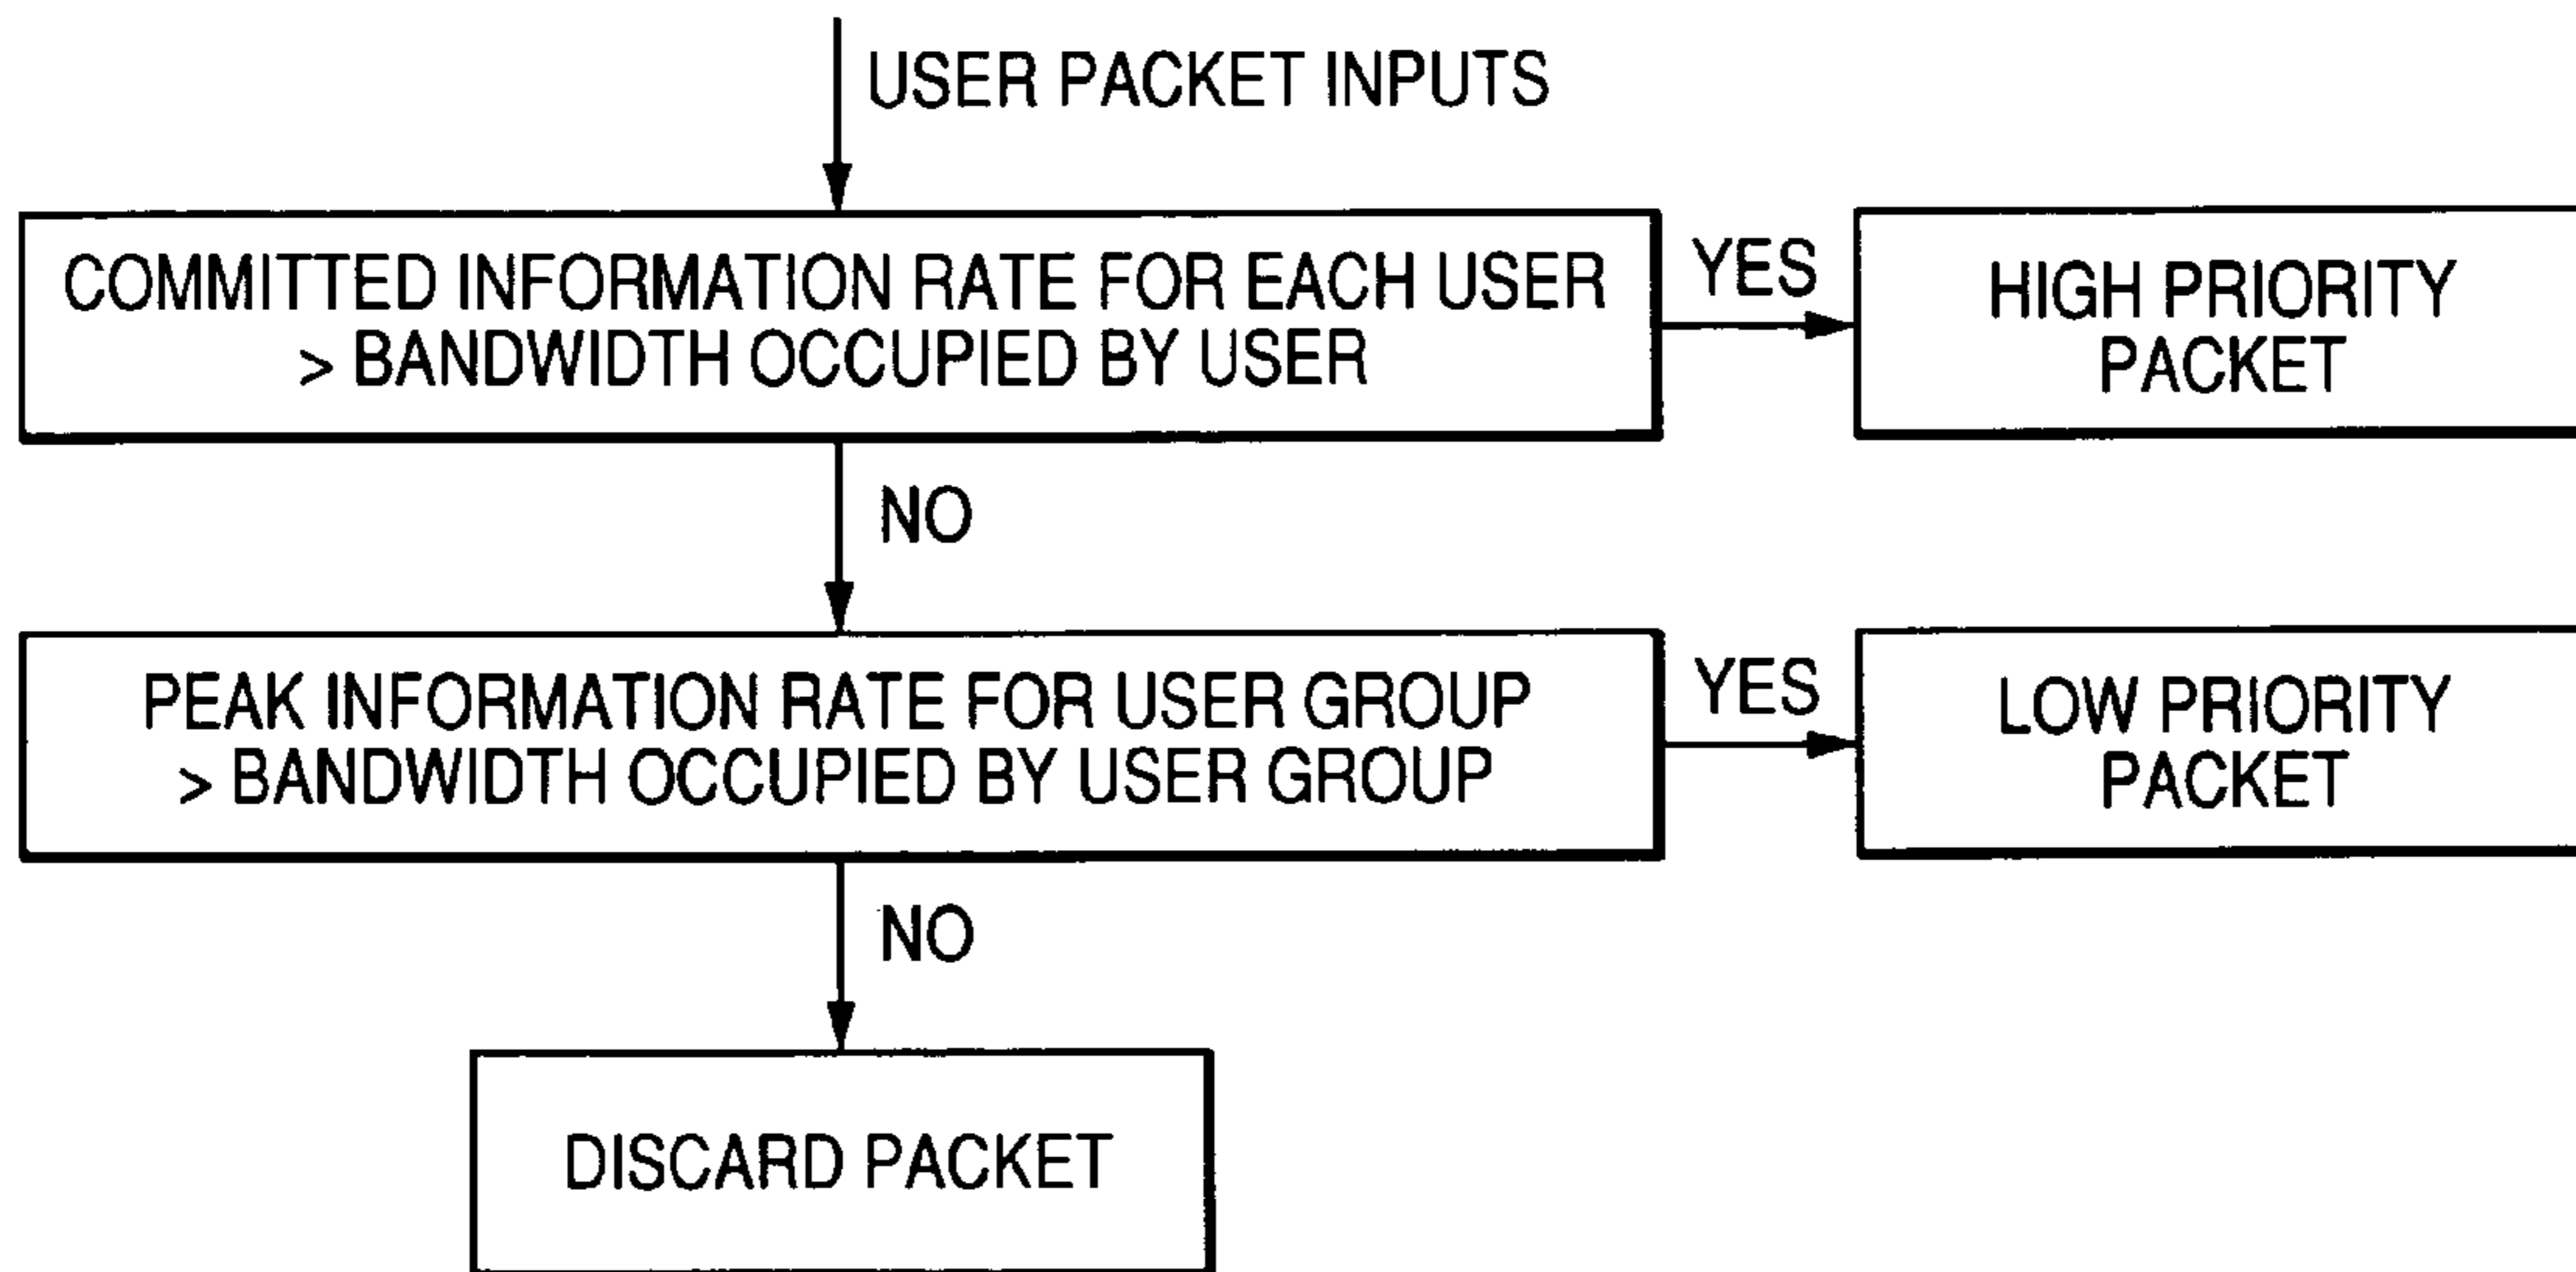 USER PACKET INPUTS
COMMITTED INFORMATION RATE FOR EACH USER
> BANDWIDTH OCCUPIED BY USER
YES
HIGH PRIORITY
PACKET
NO
PEAK INFORMATION RATE FOR USER GROUP
> BANDWIDTH OCCUPIED BY USER GROUP
YES
LOW PRIORITY
PACKET
NO
DISCARD PACKET